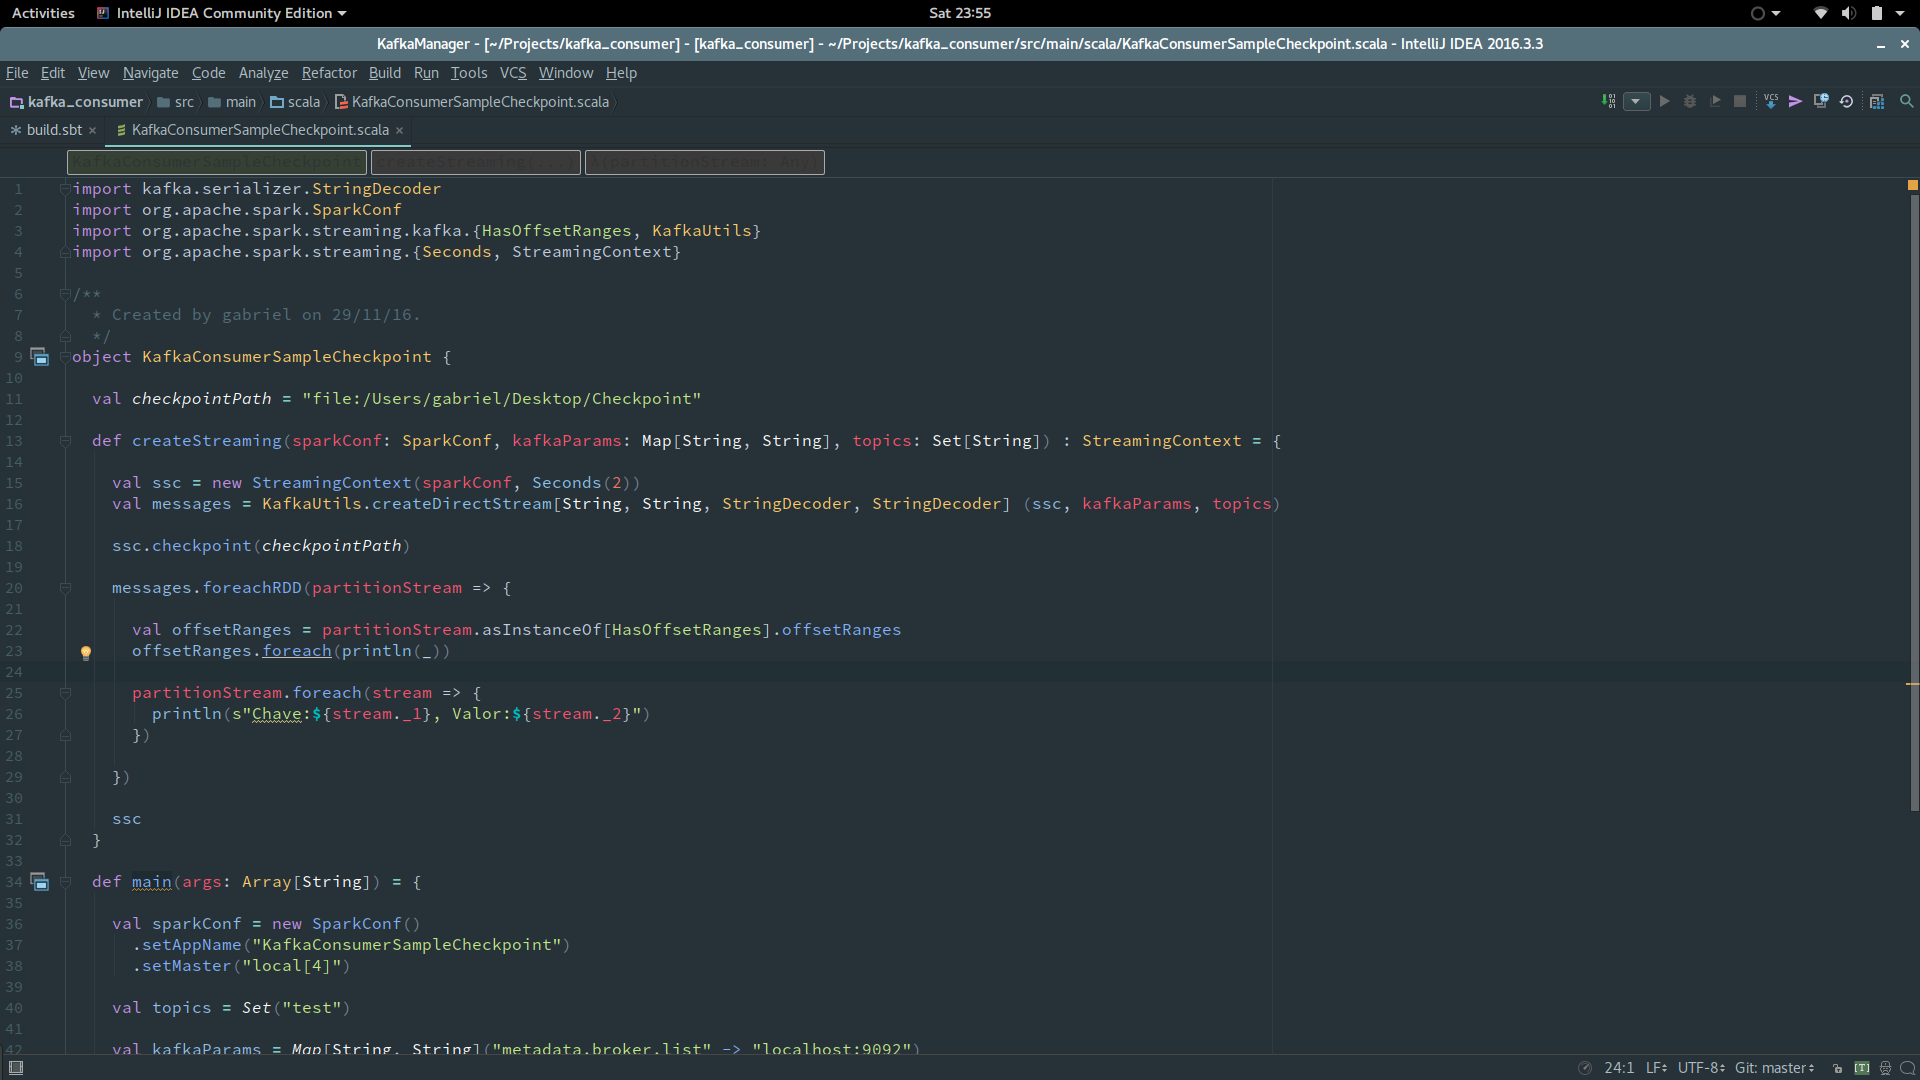 Activities IntelliJ IDEA Community Edition Sat 23:55
KafkaManager - [~/Projects/kafka_consumer] - [kafka_consumer] - ~/Projects/kafka_consumer/src/main/scala/KafkaConsumerSampleCheckpoint.scala - IntelliJ IDEA 2016.3.3
File Edit View Navigate Code Analyze Refactor Build Run Tools VCS Window Help
kafka_consumer src main scala KafkaConsumerSampleCheckpoint.scala VCS
build.sbt × KafkaConsumerSampleCheckpoint.scala ×
KafkaConsumerSampleCheckpoint createStreaming(...) λ(partitionStream: Any)
1 import kafka.serializer.StringDecoder
2 import org.apache.spark.SparkConf
3 import org.apache.spark.streaming.kafka.{HasOffsetRanges, KafkaUtils}
4 import org.apache.spark.streaming.{Seconds, StreamingContext}
5
6 /**
7 * Created by gabriel on 29/11/16.
8 */
9 object KafkaConsumerSampleCheckpoint {
10
11 val checkpointPath = "file:/Users/gabriel/Desktop/Checkpoint"
12
13 def createStreaming(sparkConf: SparkConf, kafkaParams: Map[String, String], topics: Set[String]) : StreamingContext = {
14
15 val ssc = new StreamingContext(sparkConf, Seconds(2))
16 val messages = KafkaUtils.createDirectStream[String, String, StringDecoder, StringDecoder] (ssc, kafkaParams, topics)
17
18 ssc.checkpoint(checkpointPath)
19
20 messages.foreachRDD(partitionStream => {
21
22 val offsetRanges = partitionStream.asInstanceOf[HasOffsetRanges].offsetRanges
23 offsetRanges.foreach(println(_))
24
25 partitionStream.foreach(stream => {
26 println(s"Chave:${stream._1}, Valor:${stream._2}")
27 })
28
29 })
30
31 ssc
32 }
33
34 def main(args: Array[String]) = {
35
36 val sparkConf = new SparkConf()
37 .setAppName("KafkaConsumerSampleCheckpoint")
38 .setMaster("local[4]")
39
40 val topics = Set("test")
41
42 val kafkaParams = Map[String, String]("metadata.broker.list" -> "localhost:9092")
24:1 LF UTF-8 Git: master [T]